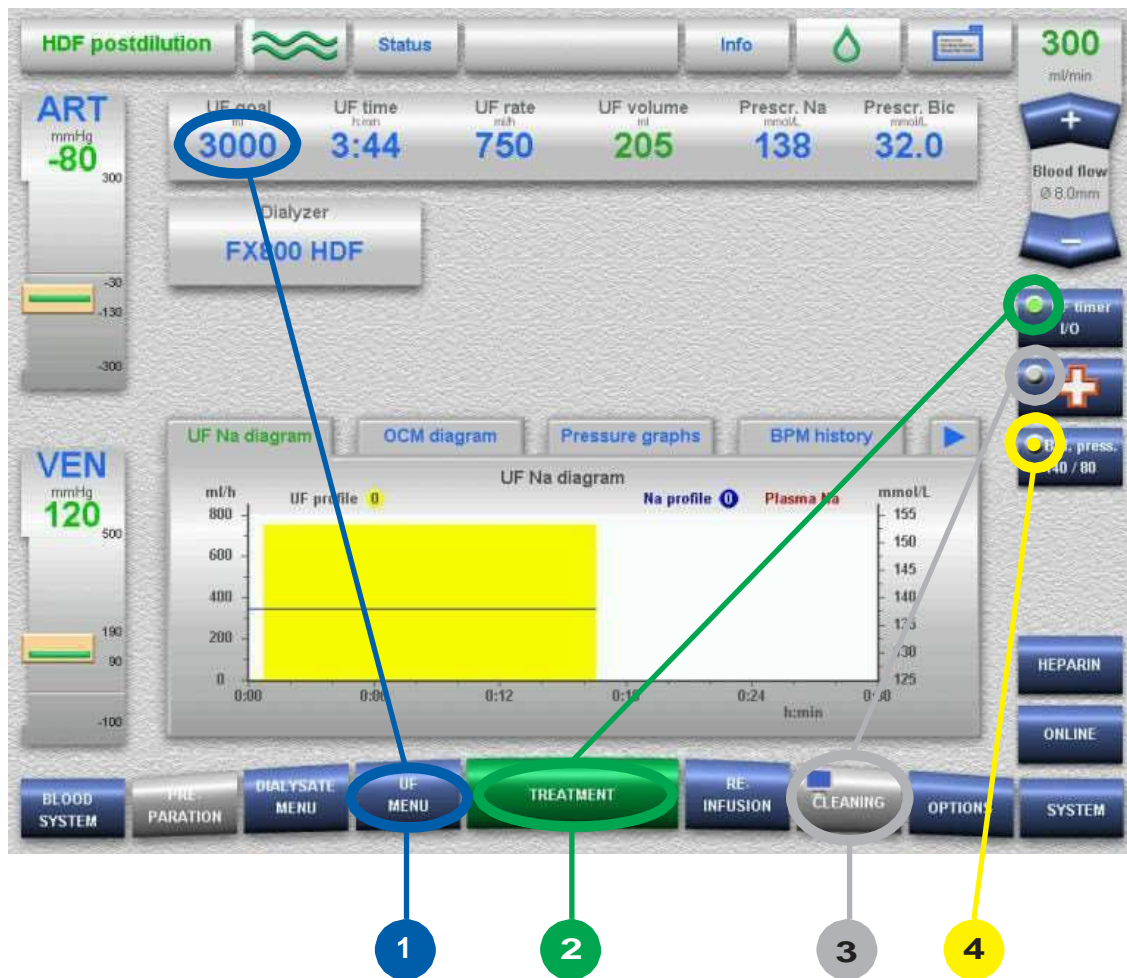 HDF postdilution
Status
Info
300
ml/min
ART
mmHg
-80
300
-30
-130
-300
UF goal
ml
3000
UF time
h:min
3:44
UF rate
ml/h
750
UF volume
ml
205
Prescr. Na
mmol/L
138
Prescr. Bic
mmol/L
32.0
+
Blood flow
Ø 8.0mm
−
Dialyzer
FX800 HDF
timer
I/O
press.
140 / 80
VEN
mmHg
120
500
190
90
-100
UF Na diagram
OCM diagram
Pressure graphs
BPM history
UF Na diagram
ml/h
UF profile 0
Na profile 0
Plasma Na
mmol/L
800
600
400
200
0
155
150
145
140
125
0:00
0:12
0:24
h:min
HEPARIN
ONLINE
BLOOD
SYSTEM
PRE-
PARATION
DIALYSATE
MENU
UF
MENU
TREATMENT
RE-
INFUSION
CLEANING
OPTIONS
SYSTEM
1
2
3
4